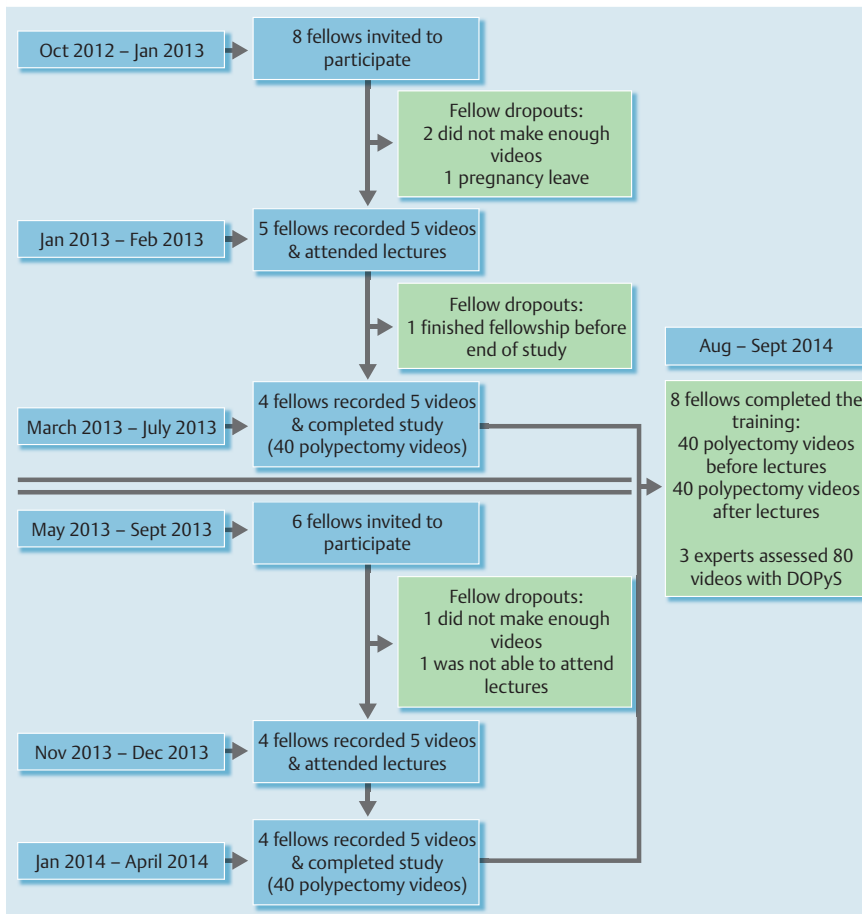 Oct 2012 – Jan 2013
8 fellows invited to
participate
Fellow dropouts:
2 did not make enough
videos
1 pregnancy leave
Jan 2013 – Feb 2013
5 fellows recorded 5 videos
& attended lectures
Fellow dropouts:
1 finished fellowship before
end of study
March 2013 – July 2013
4 fellows recorded 5 videos
& completed study
(40 polypectomy videos)
May 2013 – Sept 2013
6 fellows invited to
participate
Fellow dropouts:
1 did not make enough
videos
1 was not able to attend
lectures
Nov 2013 – Dec 2013
4 fellows recorded 5 videos
& attended lectures
Jan 2014 – April 2014
4 fellows recorded 5 videos
& completed study
(40 polypectomy videos)
Aug – Sept 2014
8 fellows completed the
training:
40 polyectomy videos
before lectures
40 polypectomy videos
after lectures
3 experts assessed 80
videos with DOPyS